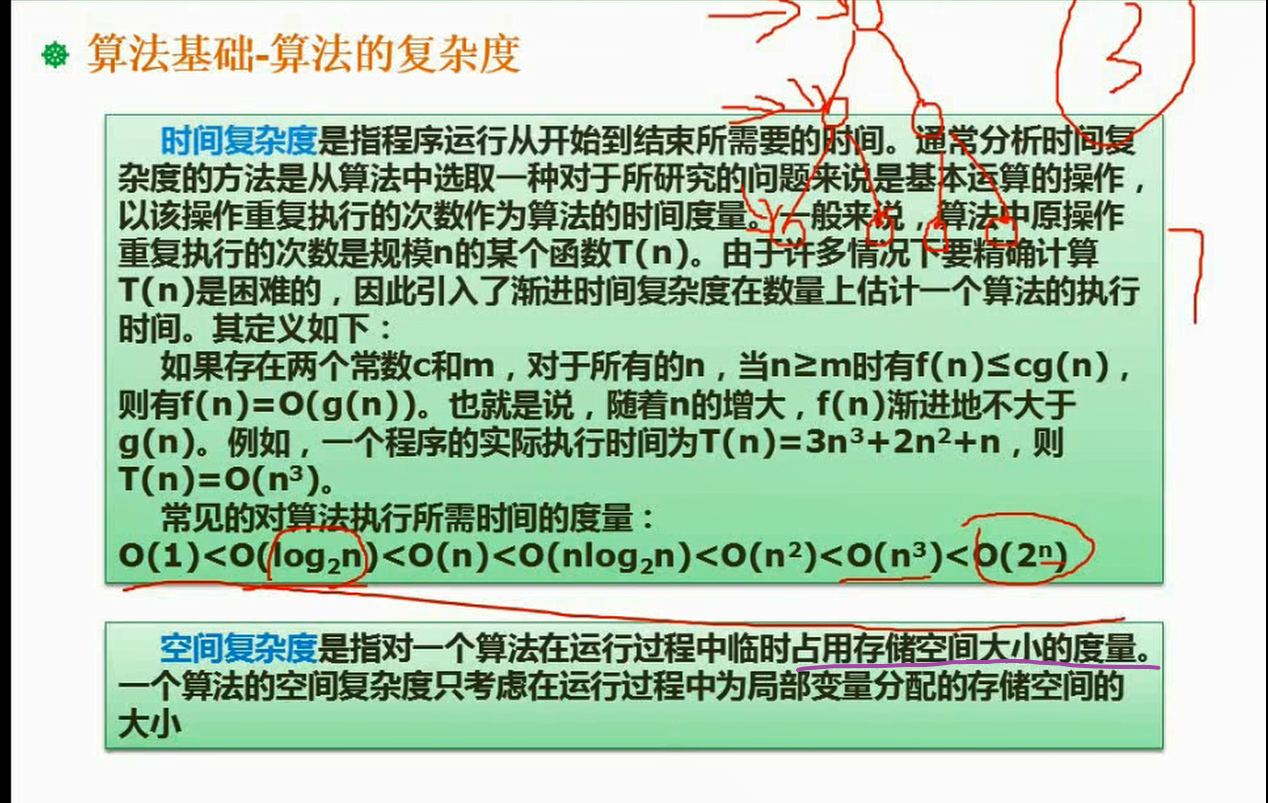 算法基础-算法的复杂度
3
时间复杂度是指程序运行从开始到结束所需要的时间。通常分析时间复
杂度的方法是从算法中选取一种对于所研究的问题来说是基本运算的操作，
以该操作重复执行的次数作为算法的时间度量。一般来说，算法中原操作
重复执行的次数是规模n的某个函数T(n)。由于许多情况下要精确计算
T(n)是困难的，因此引入了渐进时间复杂度在数量上估计一个算法的执行
时间。其定义如下：
如果存在两个常数c和m，对于所有的n，当n≥m时有f(n)≤cg(n)，
则有f(n)=O(g(n))。也就是说，随着n的增大，f(n)渐进地不大于
g(n)。例如，一个程序的实际执行时间为T(n)=3n³+2n²+n，则
T(n)=O(n³)。
常见的对算法执行所需时间的度量：
O(1)<O(log₂n)<O(n)<O(nlog₂n)<O(n²)<O(n³)<O(2ⁿ)
空间复杂度是指对一个算法在运行过程中临时占用存储空间大小的度量。
一个算法的空间复杂度只考虑在运行过程中为局部变量分配的存储空间的
大小